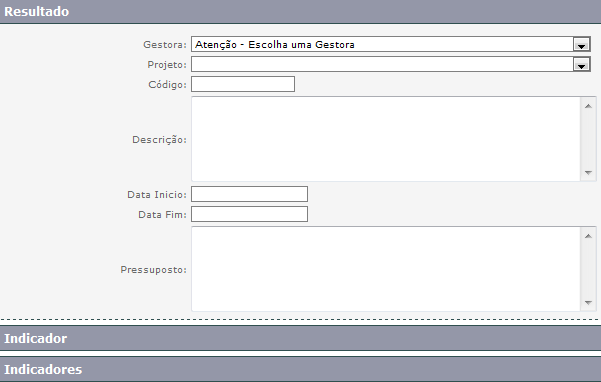 Resultado
Gestora: Atenção - Escolha uma Gestora
Projeto:
Código:
Descrição:
Data Inicio:
Data Fim:
Pressuposto:
Indicador
Indicadores